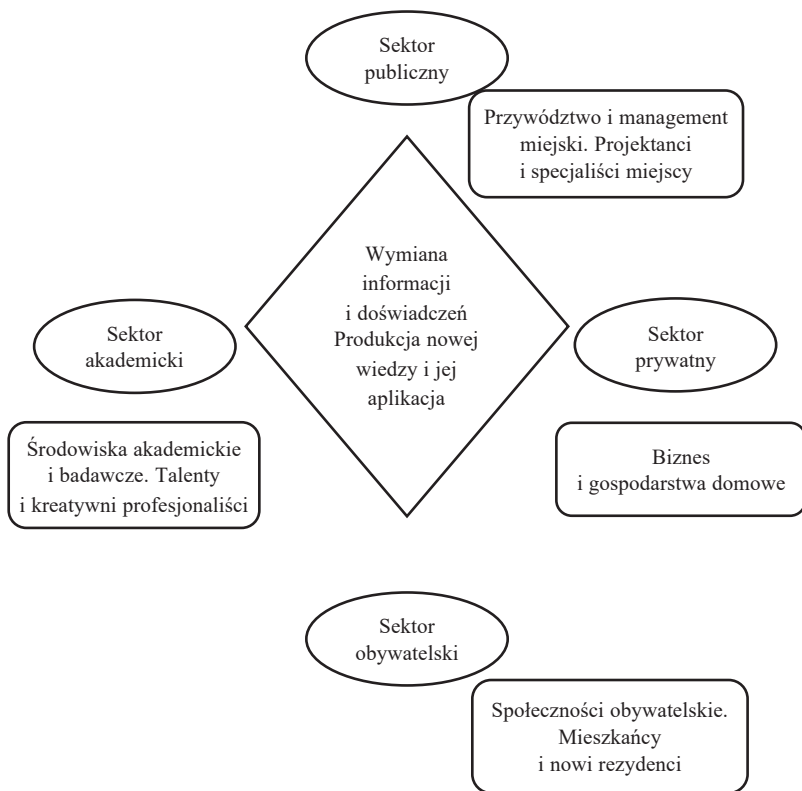 Sektor
publiczny
Przywództwo i management
miejski. Projektanci
i specjaliści miejscy
Wymiana
informacji
i doświadczeń
Produkcja nowej
wiedzy i jej
aplikacja
Sektor
akademicki
Sektor
prywatny
Środowiska akademickie
i badawcze. Talenty
i kreatywni profesjonaliści
Biznes
i gospodarstwa domowe
Sektor
obywatelski
Społeczności obywatelskie.
Mieszkańcy
i nowi rezydenci